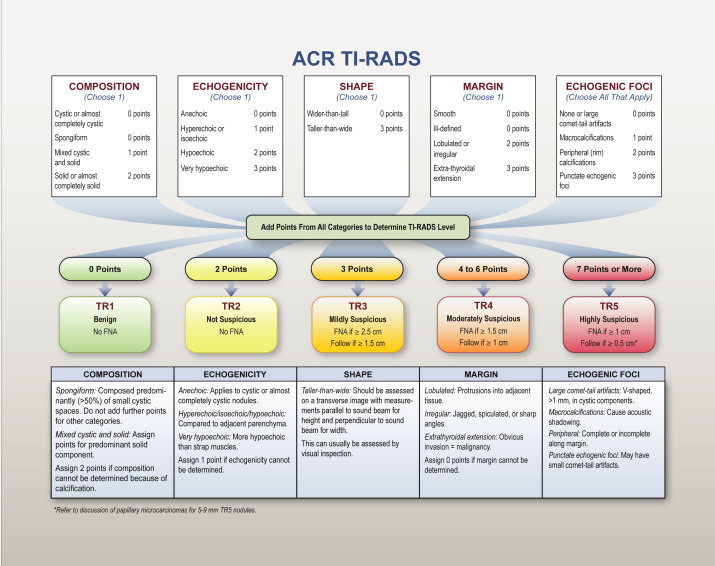 ACR TI-RADS
COMPOSITION
(Choose 1)
Cystic or almost completely cystic 0 points
Spongiform 0 points
Mixed cystic and solid 1 point
Solid or almost completely solid 2 points
ECHOGENICITY
(Choose 1)
Anechoic 0 points
Hyperechoic or isoechoic 1 point
Hypoechoic 2 points
Very hypoechoic 3 points
SHAPE
(Choose 1)
Wider-than-tall 0 points
Taller-than-wide 3 points
MARGIN
(Choose 1)
Smooth 0 points
Ill-defined 0 points
Lobulated or irregular 2 points
Extra-thyroidal extension 3 points
ECHOGENIC FOCI
(Choose All That Apply)
None or large comet-tail artifacts 0 points
Macrocalcifications 1 point
Peripheral (rim) calcifications 2 points
Punctate echogenic foci 3 points
Add Points From All Categories to Determine TI-RADS Level
0 Points
2 Points
3 Points
4 to 6 Points
7 Points or More
TR1
Benign
No FNA
TR2
Not Suspicious
No FNA
TR3
Mildly Suspicious
FNA if ≥ 2.5 cm
Follow if ≥ 1.5 cm
TR4
Moderately Suspicious
FNA if ≥ 1.5 cm
Follow if ≥ 1 cm
TR5
Highly Suspicious
FNA if ≥ 1 cm
Follow if ≥ 0.5 cm*
COMPOSITION
Spongiform: Composed predomi-
nantly (>50%) of small cystic
spaces. Do not add further points
for other categories.
Mixed cystic and solid: Assign
points for predominant solid
component.
Assign 2 points if composition
cannot be determined because of
calcification.
ECHOGENICITY
Anechoic: Applies to cystic or almost
completely cystic nodules.
Hyperechoic/isoechoic/hypoechoic:
Compared to adjacent parenchyma.
Very hypoechoic: More hypoechoic
than strap muscles.
Assign 1 point if echogenicity cannot
be determined.
SHAPE
Taller-than-wide: Should be assessed
on a transverse image with measure-
ments parallel to sound beam for
height and perpendicular to sound
beam for width.
This can usually be assessed by
visual inspection.
MARGIN
Lobulated: Protrusions into adjacent
tissue.
Irregular: Jagged, spiculated, or sharp
angles.
Extrathyroidal extension: Obvious
invasion = malignancy.
Assign 0 points if margin cannot be
determined.
ECHOGENIC FOCI
Large comet-tail artifacts: V-shaped,
>1 mm, in cystic components.
Macrocalcifications: Cause acoustic
shadowing.
Peripheral: Complete or incomplete
along margin.
Punctate echogenic foci: May have
small comet-tail artifacts.
*Refer to discussion of papillary microcarcinomas for 5-9 mm TR5 nodules.